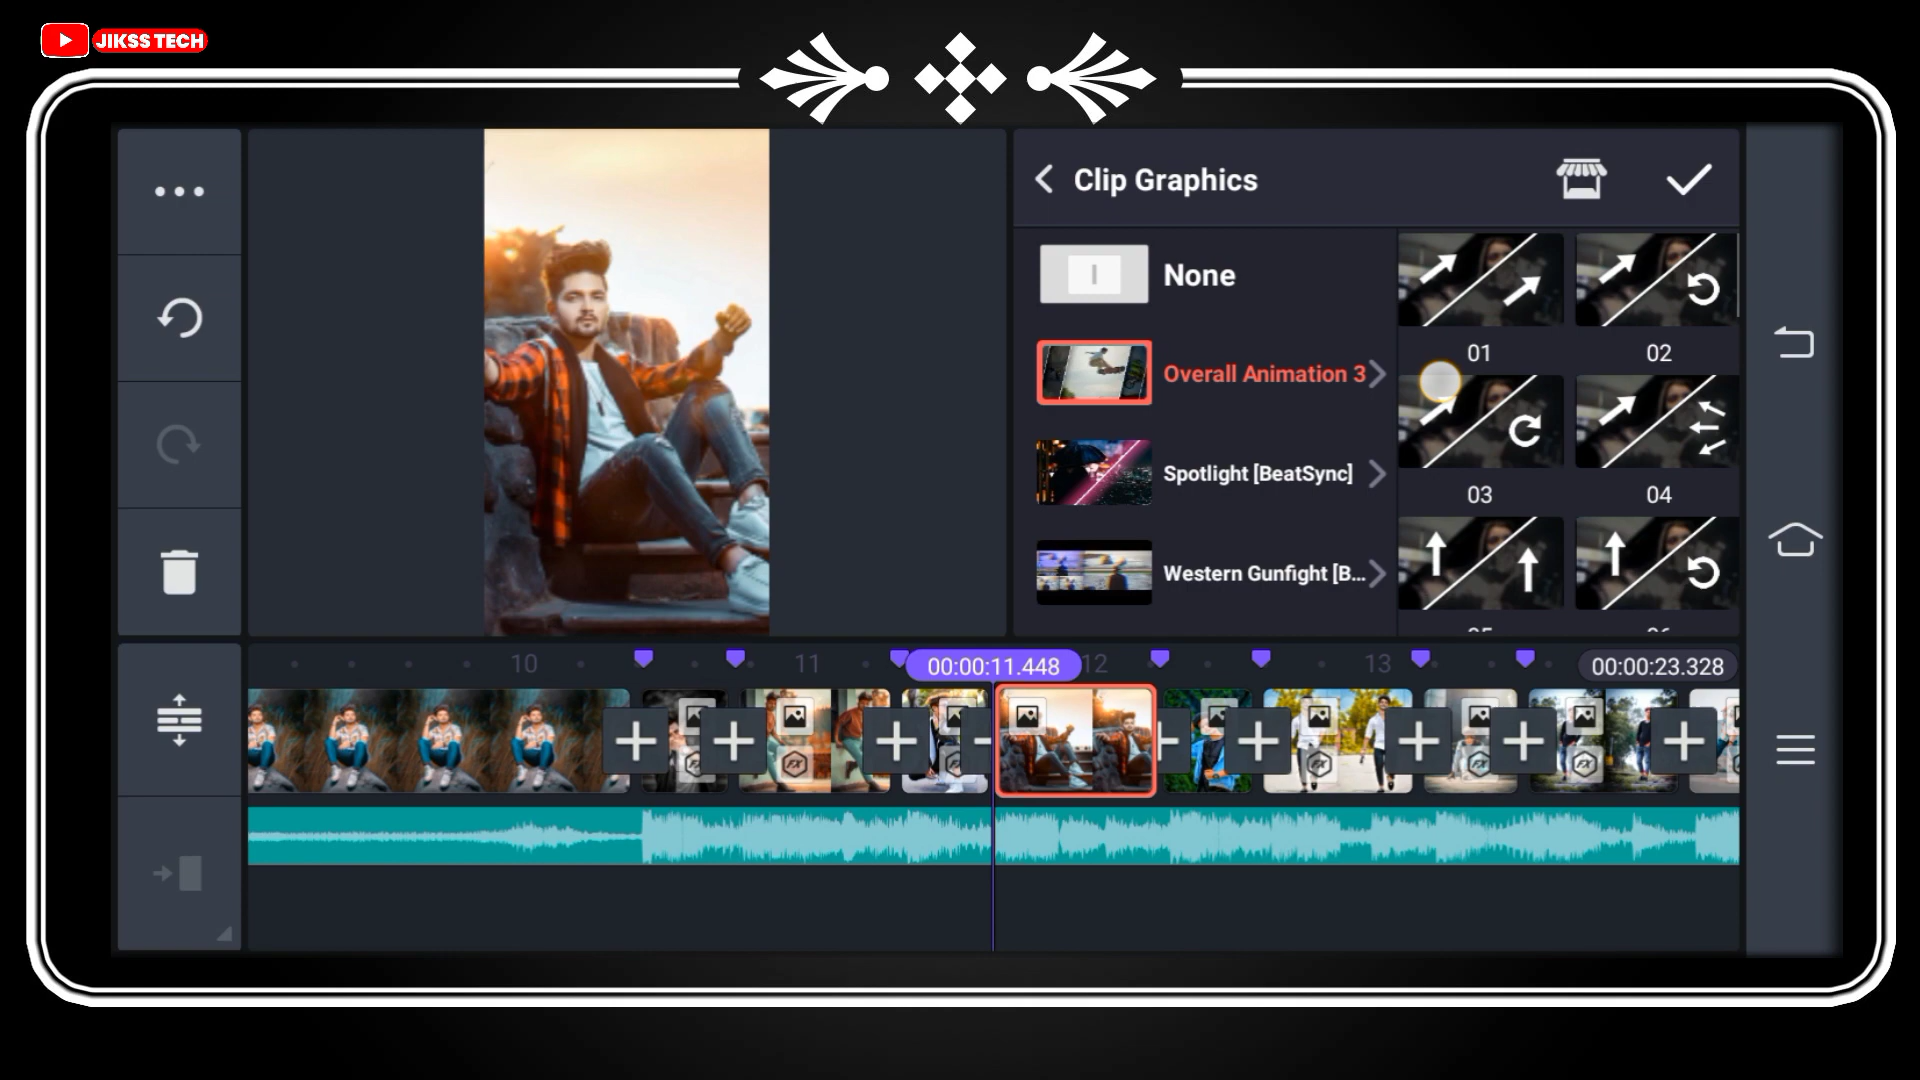 JIKSS TECH
Clip Graphics
None
Overall Animation 3
Spotlight [BeatSync]
Western Gunfight [B...
01
02
03
04
10
11
00:00:11.448
12
13
00:00:23.328